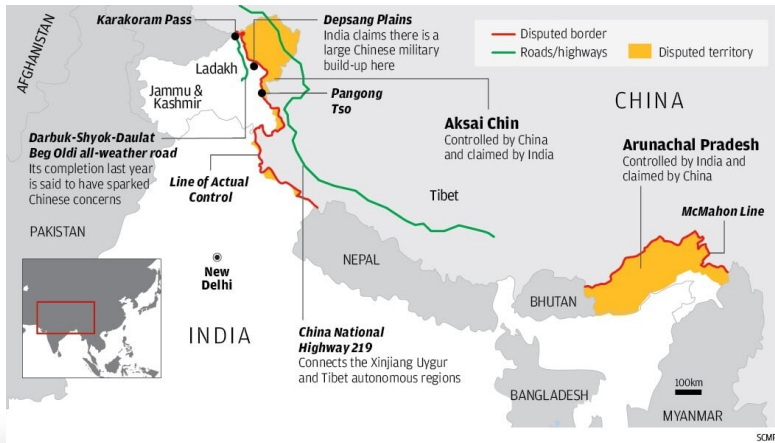 AFGHANISTAN
Karakoram Pass
Depsang Plains
India claims there is a
large Chinese military
build-up here
Disputed border
Roads/highways
Disputed territory
Ladakh
Jammu &
Kashmir
Pangong
Tso
CHINA
Aksai Chin
Controlled by China
and claimed by India
Arunachal Pradesh
Controlled by India and
claimed by China
Darbuk-Shyok-Daulat
Beg Oldi all-weather road
Its completion last year
is said to have sparked
Chinese concerns
Line of Actual
Control
Tibet
McMahon Line
PAKISTAN
New
Delhi
NEPAL
BHUTAN
INDIA
China National
Highway 219
Connects the Xinjiang Uygur
and Tibet autonomous regions
BANGLADESH
100km
MYANMAR
SCMP